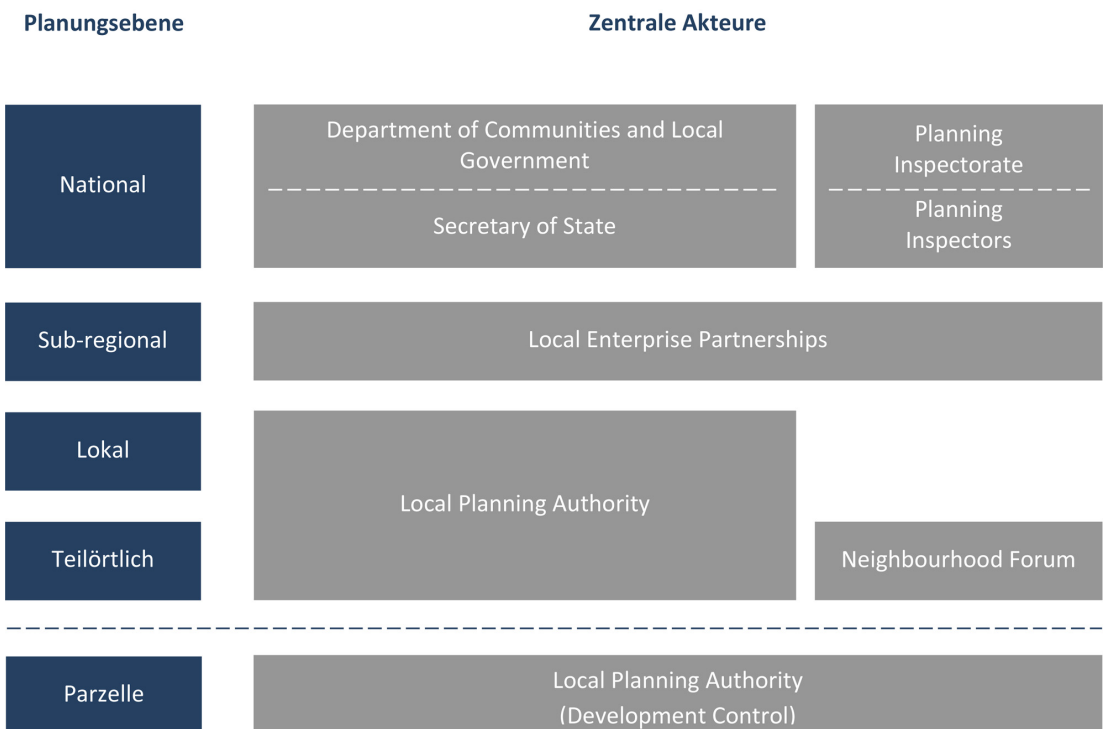 Planungsebene
Zentrale Akteure
National
Department of Communities and Local
Government
Secretary of State
Planning
Inspectorate
Planning
Inspectors
Sub-regional
Local Enterprise Partnerships
Lokal
Local Planning Authority
Teilörtlich
Neighbourhood Forum
Parzelle
Local Planning Authority
(Development Control)